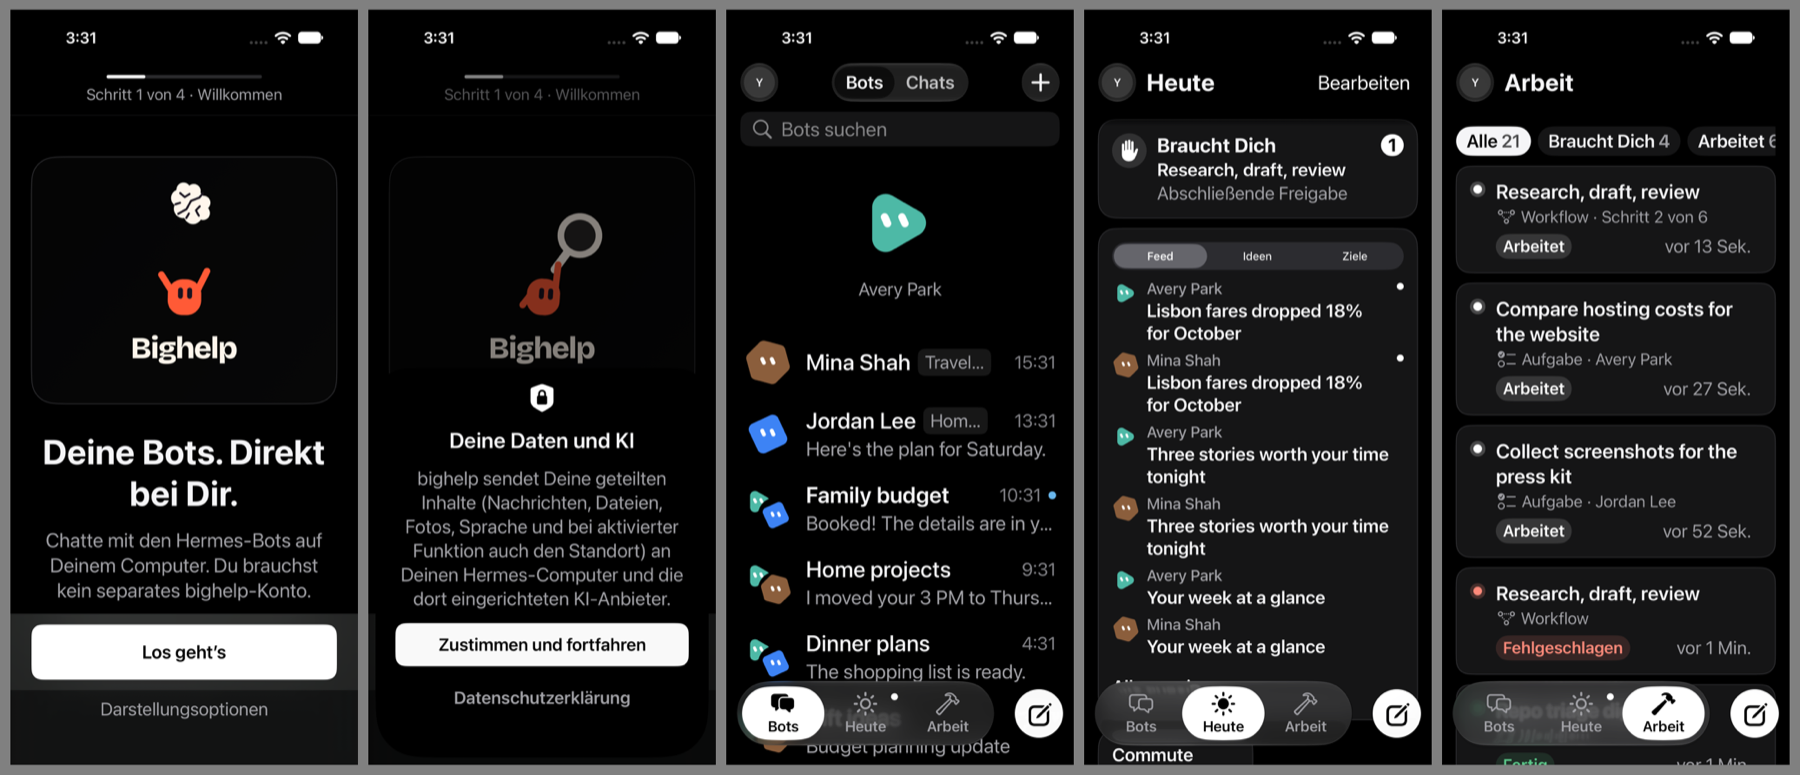 3:31
Schritt 1 von 4 · Willkommen
Bighelp
Deine Bots. Direkt
bei Dir.
Chatte mit den Hermes-Bots auf
Deinem Computer. Du brauchst
kein separates bighelp-Konto.
Los geht's
Darstellungsoptionen
3:31
Schritt 1 von 4 · Willkommen
Bighelp
Deine Daten und KI
bighelp sendet Deine geteilten
Inhalte (Nachrichten, Dateien,
Fotos, Sprache und bei aktivierter
Funktion auch den Standort) an
Deinen Hermes-Computer und die
dort eingerichteten KI-Anbieter.
Zustimmen und fortfahren
Datenschutzerklärung
3:31
Y
Bots Chats
Bots suchen
Avery Park
Mina Shah Travel... 15:31
Jordan Lee Hom... 13:31
Here's the plan for Saturday.
Family budget 10:31
Booked! The details are in y...
Home projects 9:31
I moved your 3 PM to Thurs...
Dinner plans 4:31
The shopping list is ready.
Bots Heute Arbeit
Budget planning update
3:31
Y Heute Bearbeiten
Braucht Dich 1
Research, draft, review
Abschließende Freigabe
Feed Ideen Ziele
Avery Park
Lisbon fares dropped 18%
for October
Mina Shah
Lisbon fares dropped 18%
for October
Avery Park
Three stories worth your time
tonight
Mina Shah
Three stories worth your time
tonight
Avery Park
Your week at a glance
Mina Shah
Your week at a glance
Bots Heute Arbeit
Commute
3:31
Y Arbeit
Alle 21 Braucht Dich 4 Arbeitet 6
Research, draft, review
Workflow · Schritt 2 von 6
Arbeitet vor 13 Sek.
Compare hosting costs for
the website
Aufgabe · Avery Park
Arbeitet vor 27 Sek.
Collect screenshots for the
press kit
Aufgabe · Jordan Lee
Arbeitet vor 52 Sek.
Research, draft, review
Workflow
Fehlgeschlagen vor 1 Min.
Bots Heute Arbeit
Fertig vor 1 Min.